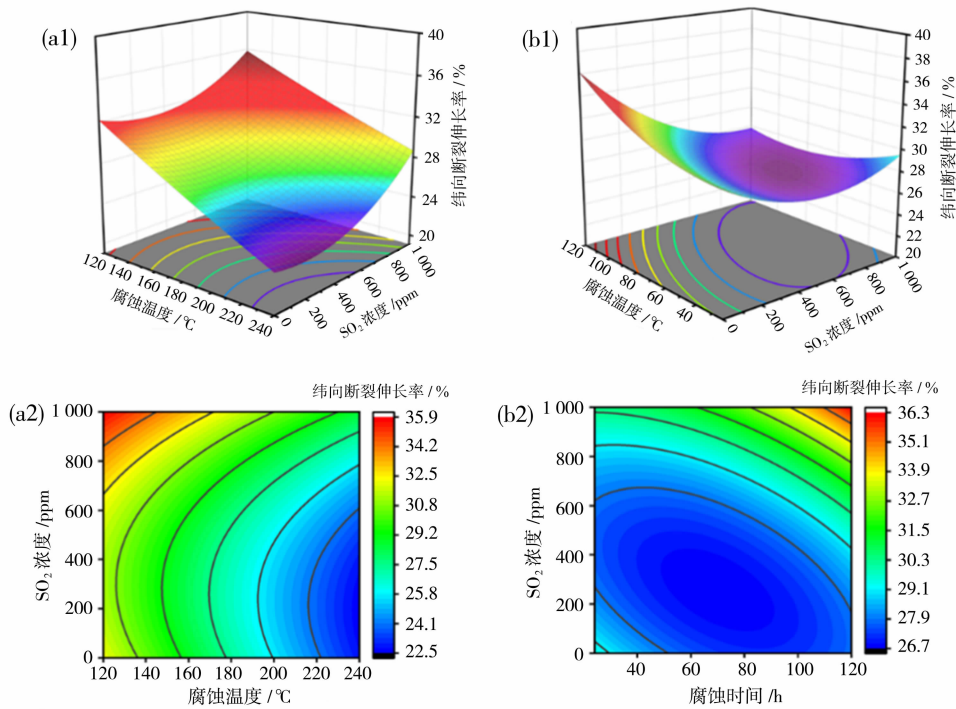 (a1)
40
36
32
28
24
20
纬向断裂伸长率 / %
120 140 160 180 200 220 240
腐蚀温度 / ℃
0 200 400 600 800 1 000
SO2 浓度 /ppm
(b1)
40
38
36
34
32
30
28
26
24
22
20
纬向断裂伸长率 / %
120 100 80 60 40
腐蚀温度 / ℃
0 200 400 600 800 1 000
SO2 浓度 /ppm
(a2)
纬向断裂伸长率 / %
1 000
800
600
400
200
0
SO2 浓度 /ppm
120 140 160 180 200 220 240
腐蚀温度 / ℃
35.9
34.2
32.5
30.8
29.2
27.5
25.8
24.1
22.5
(b2)
纬向断裂伸长率 / %
1 000
800
600
400
200
0
SO2 浓度 /ppm
40 60 80 100 120
腐蚀时间 /h
36.3
35.1
33.9
32.7
31.5
30.3
29.1
27.9
26.7